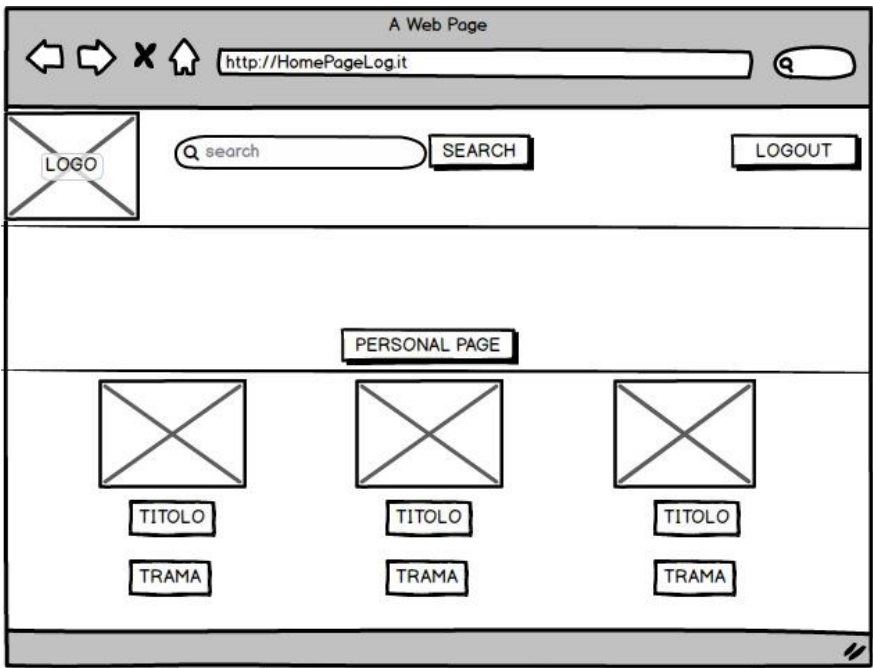 A Web Page
http://HomePageLog.it
LOGO
search
SEARCH
LOGOUT
PERSONAL PAGE
TITOLO
TITOLO
TITOLO
TRAMA
TRAMA
TRAMA